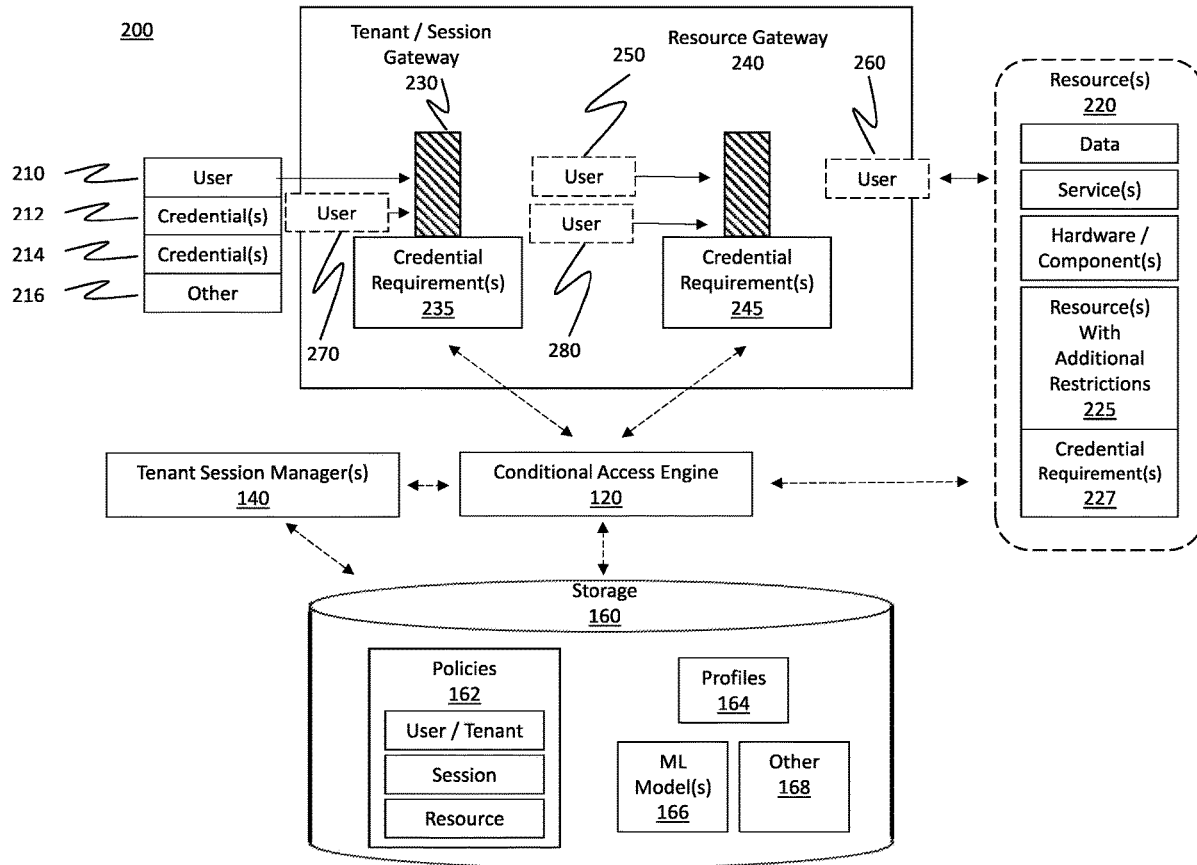 200
Tenant / Session
Gateway
230
250
Resource Gateway
240
260
210
212
214
216
User
Credential(s)
Credential(s)
Other
User
270
Credential
Requirement(s)
235
User
User
280
Credential
Requirement(s)
245
User
Resource(s)
220
Data
Service(s)
Hardware /
Component(s)
Resource(s)
With
Additional
Restrictions
225
Credential
Requirement(s)
227
Tenant Session Manager(s)
140
Conditional Access Engine
120
Storage
160
Policies
162
User / Tenant
Session
Resource
Profiles
164
ML
Model(s)
166
Other
168